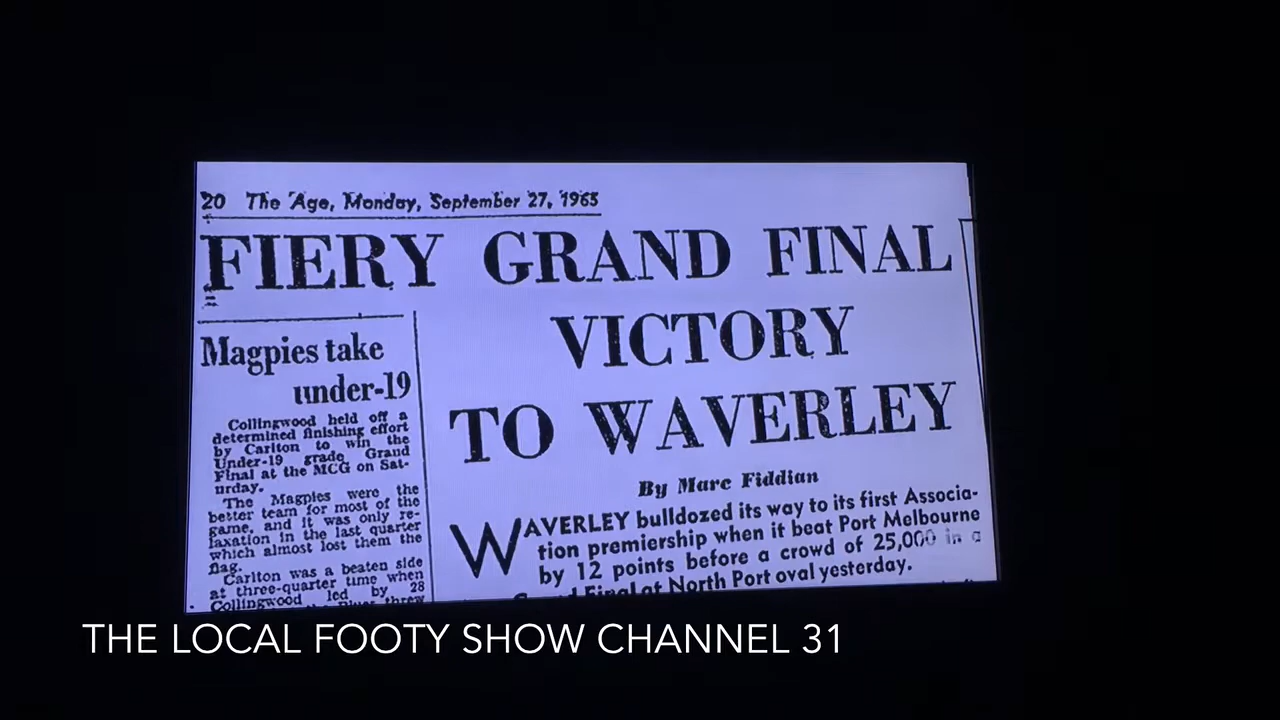 20 The Age, Monday, September 27, 1965
FIERY GRAND FINAL
VICTORY
TO WAVERLEY
Magpies take
under-19
Collingwood held off a
determined finishing effort
by Carlton to win the
Under-19 grade Grand
Final at the MCG on Sat-
urday.
The Magpies were the
better team for most of the
game, and it was only re-
laxation in the last quarter
which almost lost them the
flag.
Carlton was a beaten side
at three-quarter time when
Collingwood led by 28
By Marc Fiddian
WAVERLEY bulldozed its way to its first Associa-
tion premiership when it beat Port Melbourne
by 12 points before a crowd of 25,000 in a
Final at North Port oval yesterday.
THE LOCAL FOOTY SHOW CHANNEL 31